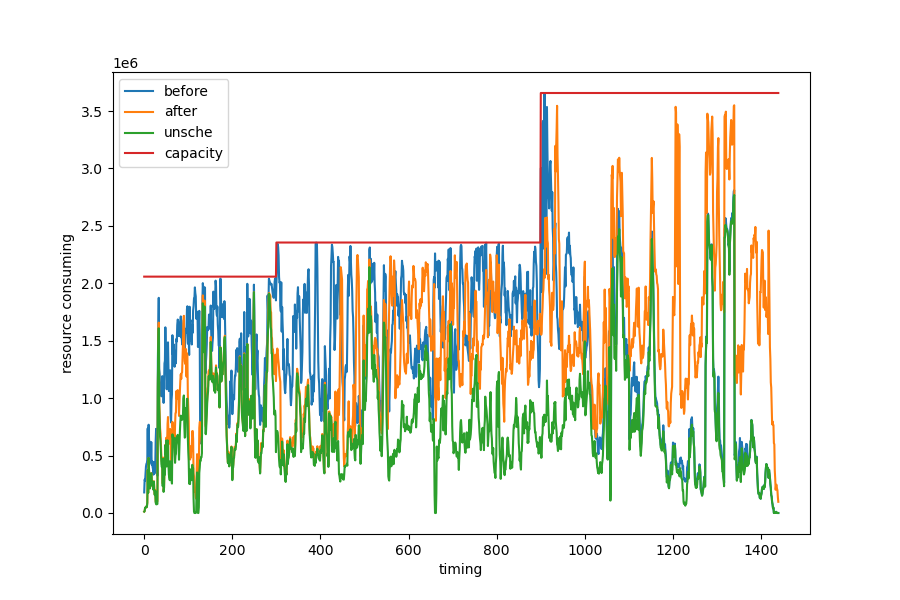 1e6
before
after
unsche
capacity
3.5
3.0
2.5
2.0
1.5
1.0
0.5
0.0
resource consuming
0 200 400 600 800 1000 1200 1400
timing